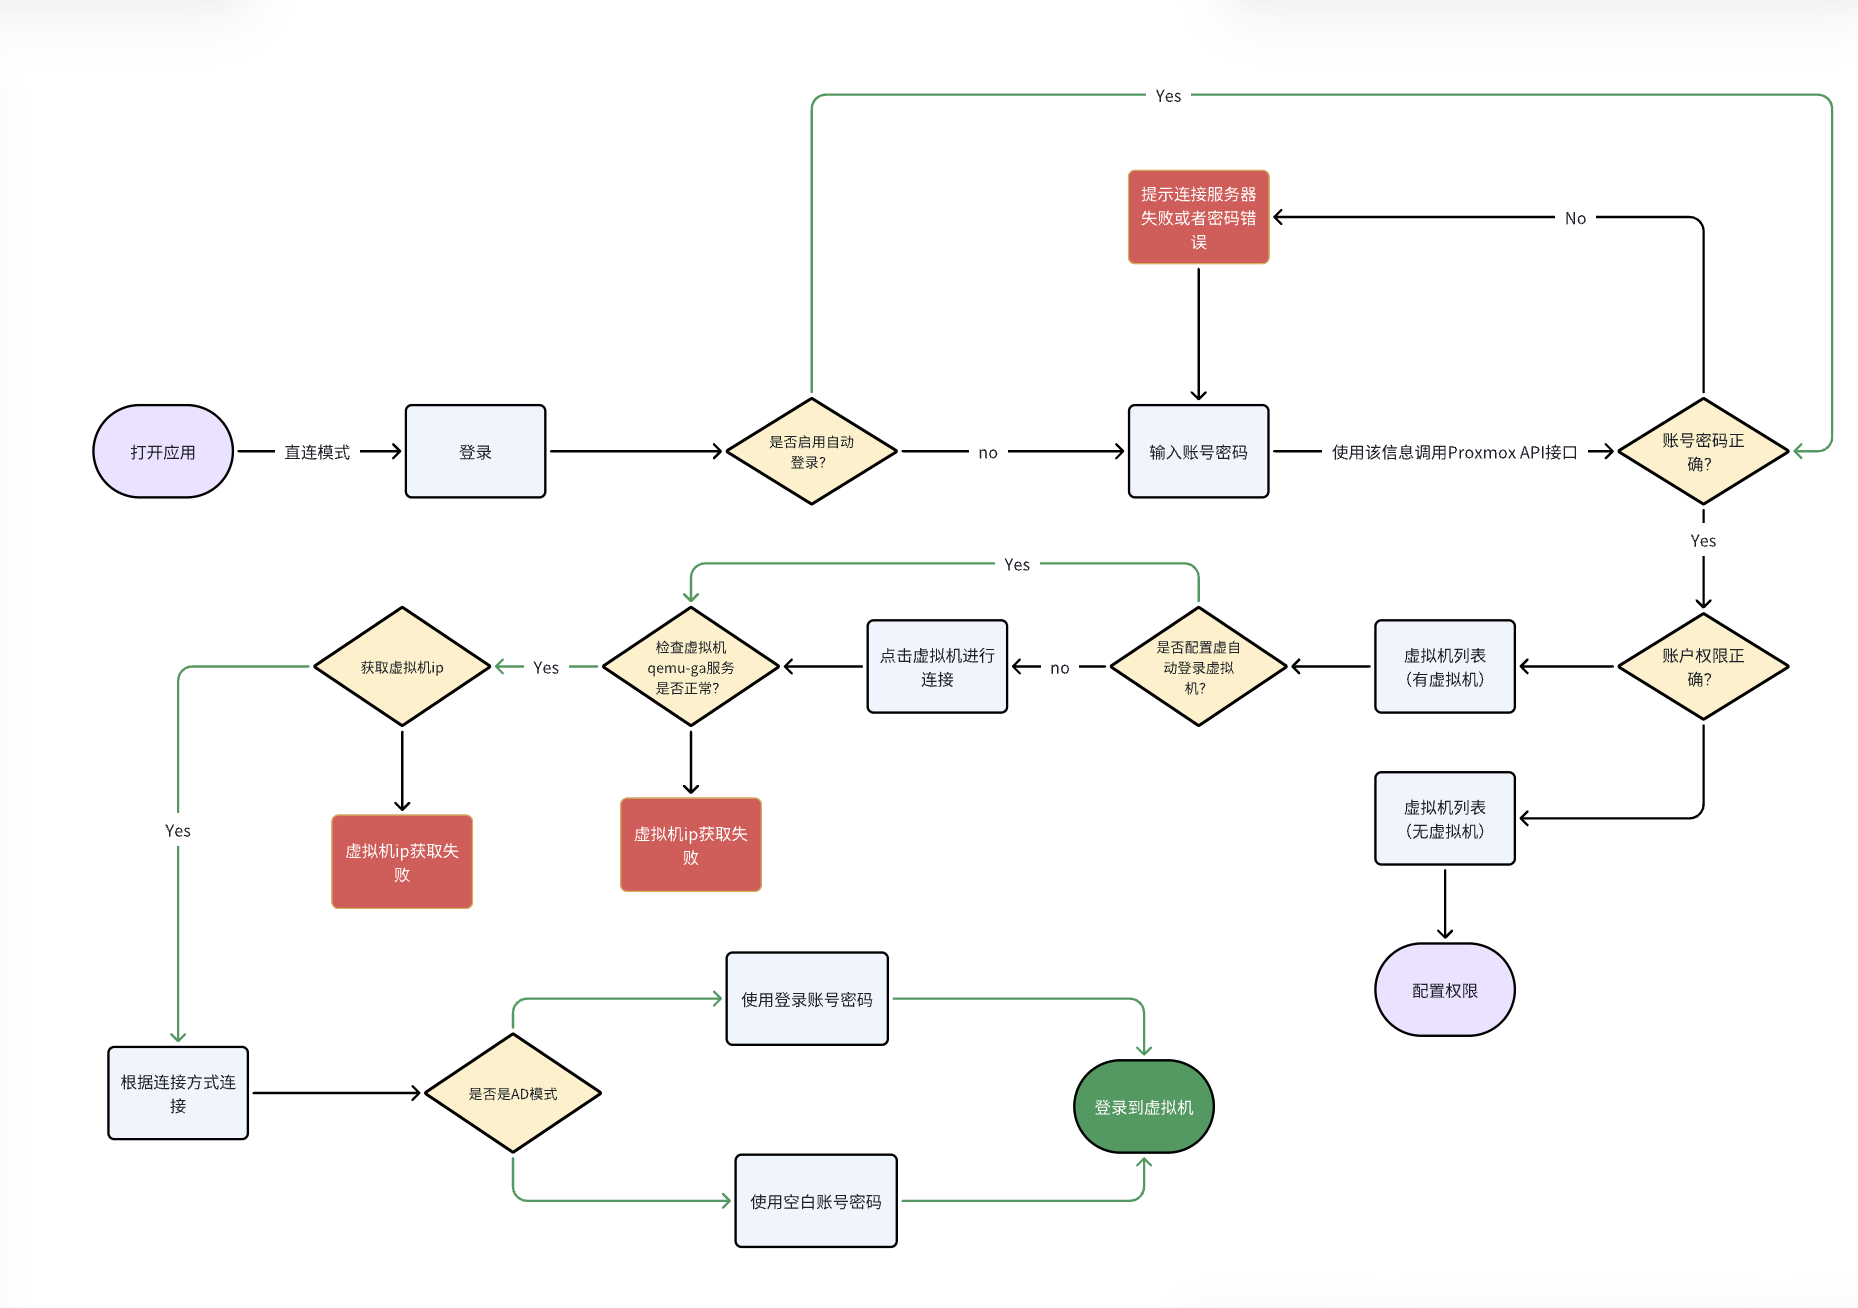 Yes
提示连接服务器
失败或者密码错
误
No
打开应用
直连模式
登录
是否启用自动
登录？
no
输入账号密码
使用该信息调用Proxmox API接口
账号密码正
确？
Yes
Yes
获取虚拟机ip
Yes
检查虚拟机
qemu-ga服务
是否正常？
点击虚拟机进行
连接
no
是否配置虚自
动登录虚拟
机？
虚拟机列表
（有虚拟机）
账户权限正
确？
虚拟机列表
（无虚拟机）
Yes
虚拟机ip获取失
败
虚拟机ip获取失
败
配置权限
使用登录账号密码
根据连接方式连
接
是否是AD模式
登录到虚拟机
使用空白账号密码